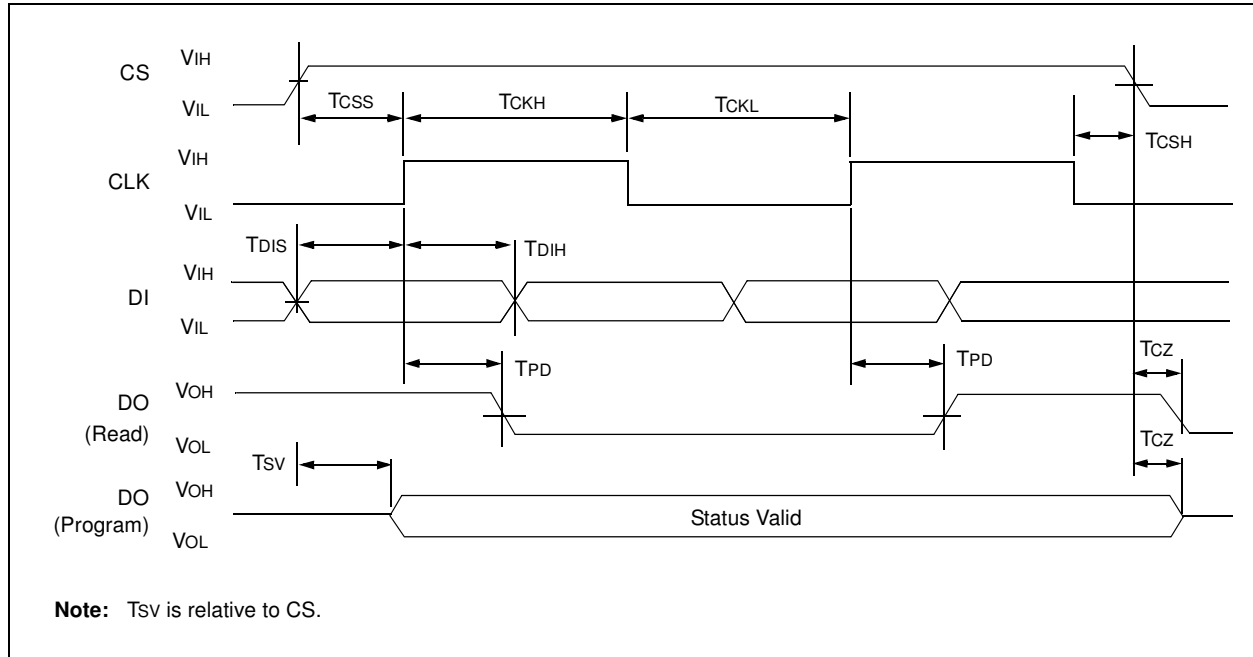 CS
VIH
VIL
TCSS
TCKH
TCKL
TCSH
CLK
VIH
VIL
TDIS
TDIH
DI
VIH
VIL
TPD
TPD
TCZ
DO
(Read)
VOH
VOL
TSV
TCZ
DO
(Program)
VOH
VOL
Status Valid
Note: TSV is relative to CS.